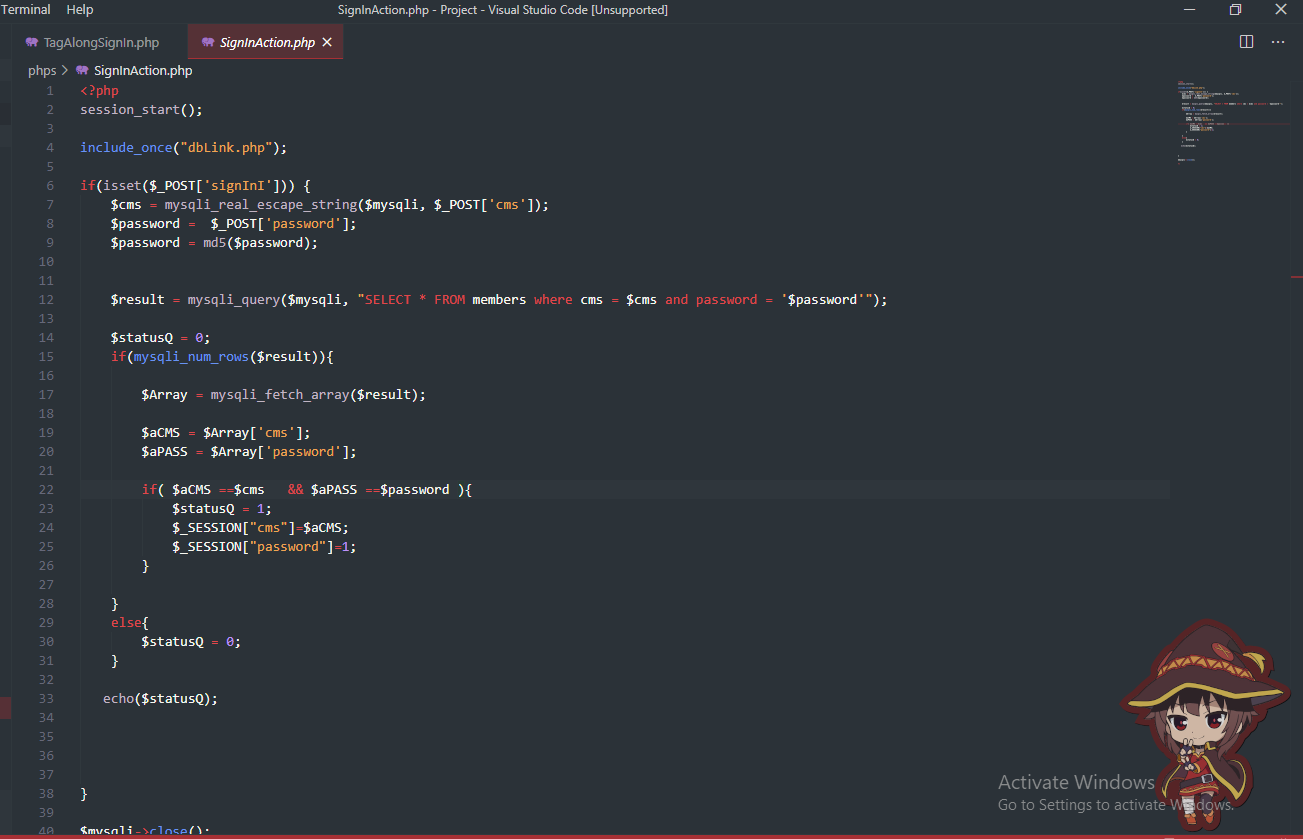 Terminal Help SignInAction.php - Project - Visual Studio Code [Unsupported]
TagAlongSignIn.php SignInAction.php
phps > SignInAction.php
1 <?php
2 session_start();
3
4 include_once("dbLink.php");
5
6 if(isset($_POST['signInI'])) {
7 $cms = mysqli_real_escape_string($mysqli, $_POST['cms']);
8 $password = $_POST['password'];
9 $password = md5($password);
10
11
12 $result = mysqli_query($mysqli, "SELECT * FROM members where cms = $cms and password = '$password'");
13
14 $statusQ = 0;
15 if(mysqli_num_rows($result)){
16
17 $Array = mysqli_fetch_array($result);
18
19 $aCMS = $Array['cms'];
20 $aPASS = $Array['password'];
21
22 if( $aCMS ==$cms && $aPASS ==$password ){
23 $statusQ = 1;
24 $_SESSION["cms"]=$aCMS;
25 $_SESSION["password"]=1;
26 }
27
28 }
29 else{
30 $statusQ = 0;
31 }
32
33 echo($statusQ);
34
35
36
37
38 }
39
40 $mysqli->close();
Activate Windows
Go to Settings to activate Windows.